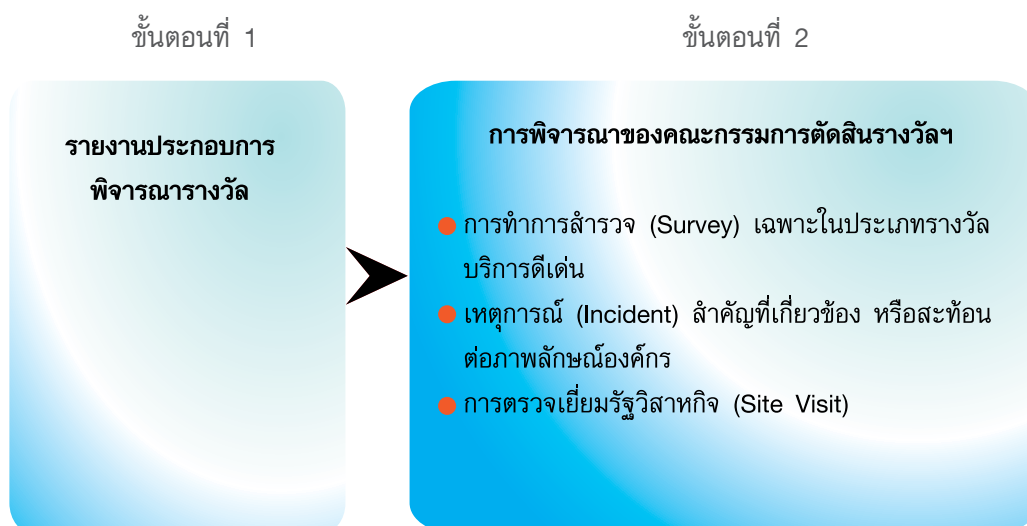 ขั้นตอนที่ 1
รายงานประกอบการ
พิจารณารางวัล
ขั้นตอนที่ 2
การพิจารณาของคณะกรรมการตัดสินรางวัลฯ
การทำการสำรวจ (Survey) เฉพาะในประเภทรางวัล
บริการดีเด่น
เหตุการณ์ (Incident) สำคัญที่เกี่ยวข้อง หรือสะท้อน
ต่อภาพลักษณ์องค์กร
การตรวจเยี่ยมรัฐวิสาหกิจ (Site Visit)